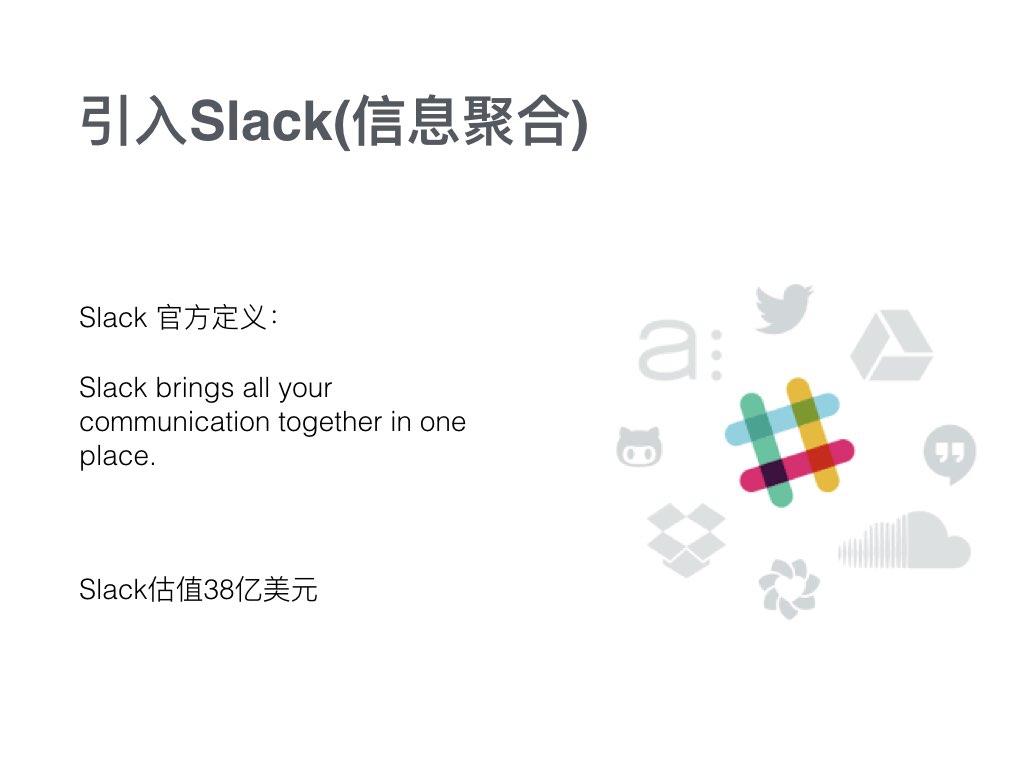 引入Slack(信息聚合)
Slack 官方定义：
Slack brings all your
communication together in one
place.
Slack估值38亿美元
a: